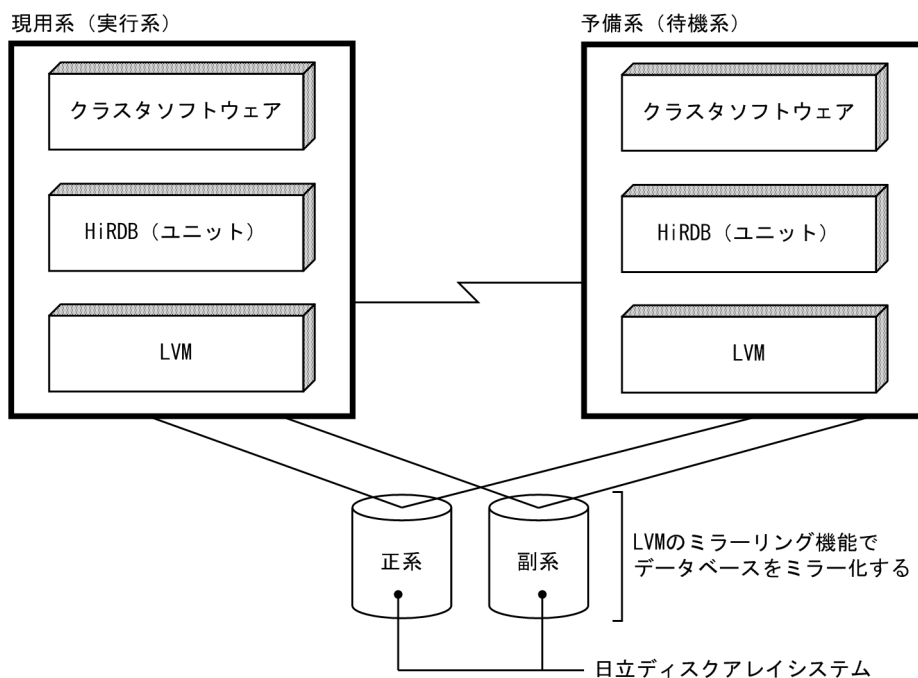 現用系（実行系）
クラスタソフトウェア
HiRDB（ユニット）
LVM
予備系（待機系）
クラスタソフトウェア
HiRDB（ユニット）
LVM
正系
副系
LVMのミラーリング機能で
データベースをミラー化する
日立ディスクアレイシステム